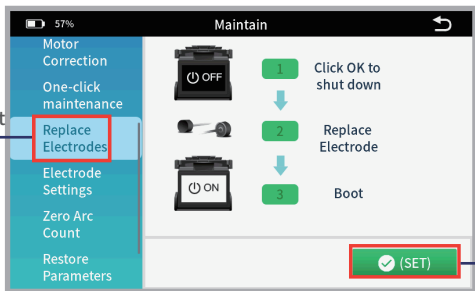 57%
Maintain
Motor
Correction
One-click
maintenance
t
Replace
Electrodes
Electrode
Settings
Zero Arc
Count
Restore
Parameters
OFF
1
Click OK to
shut down
2
Replace
Electrode
ON
3
Boot
(SET)